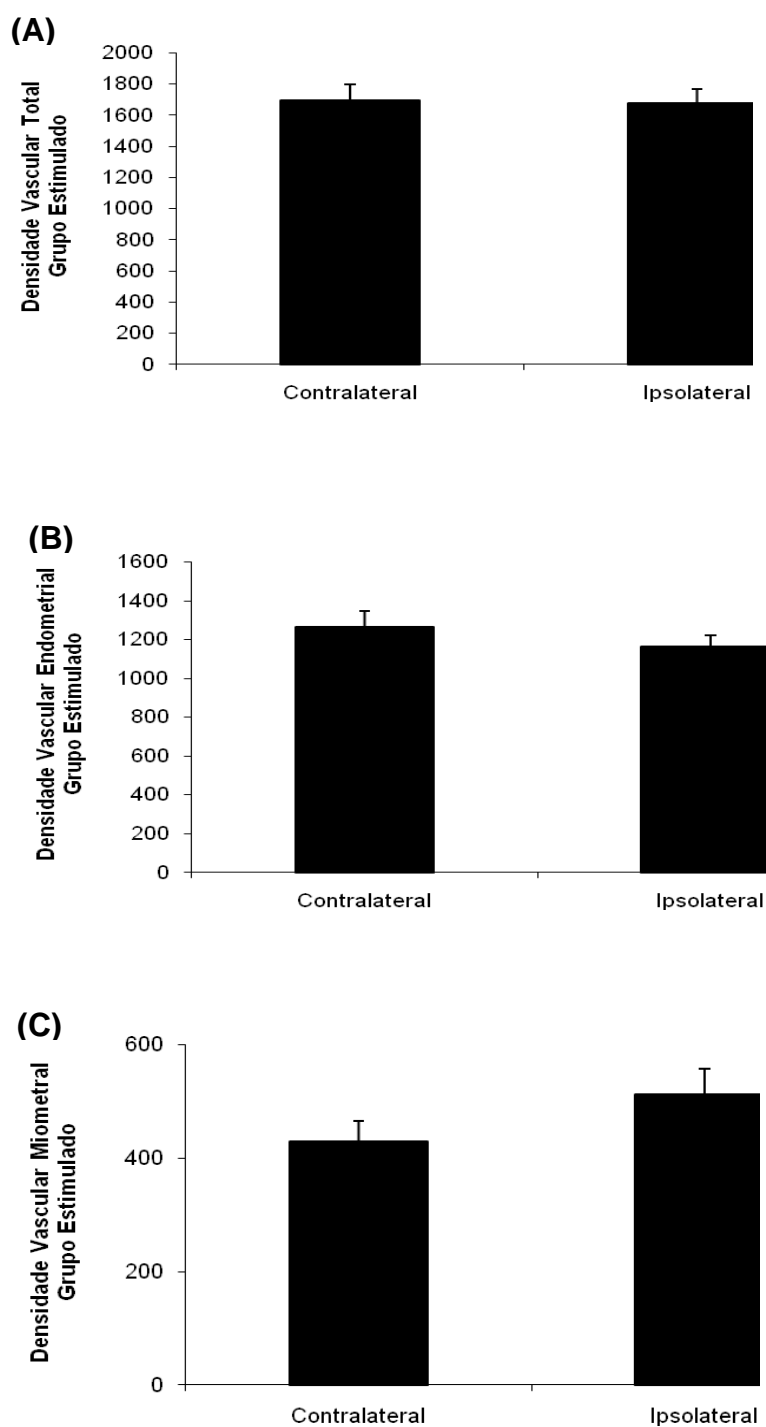 (A)
Densidade Vascular Total
Grupo Estimulado
2000
1800
1600
1400
1200
1000
800
600
400
200
0
Contralateral
Ipsolateral
(B)
Densidade Vascular Endometrial
Grupo Estimulado
1600
1400
1200
1000
800
600
400
200
0
Contralateral
Ipsolateral
(C)
Densidade Vascular Miometral
Grupo Estimulado
600
400
200
0
Contralateral
Ipsolateral